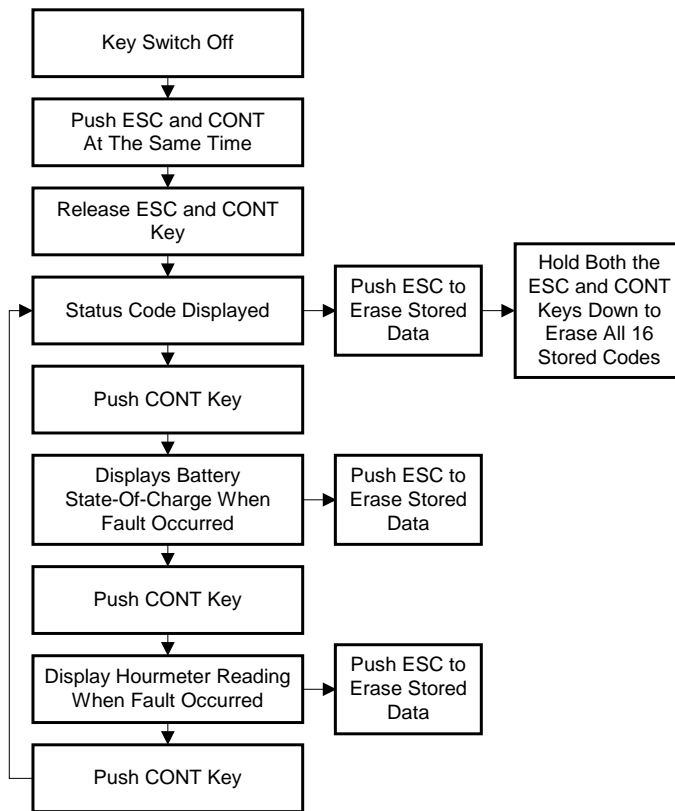 Key Switch Off
Push ESC and CONT
At The Same Time
Release ESC and CONT
Key
Status Code Displayed
Push ESC to
Erase Stored
Data
Hold Both the
ESC and CONT
Keys Down to
Erase All 16
Stored Codes
Push CONT Key
Displays Battery
State-Of-Charge When
Fault Occurred
Push ESC to
Erase Stored
Data
Push CONT Key
Display Hourmeter Reading
When Fault Occurred
Push ESC to
Erase Stored
Data
Push CONT Key